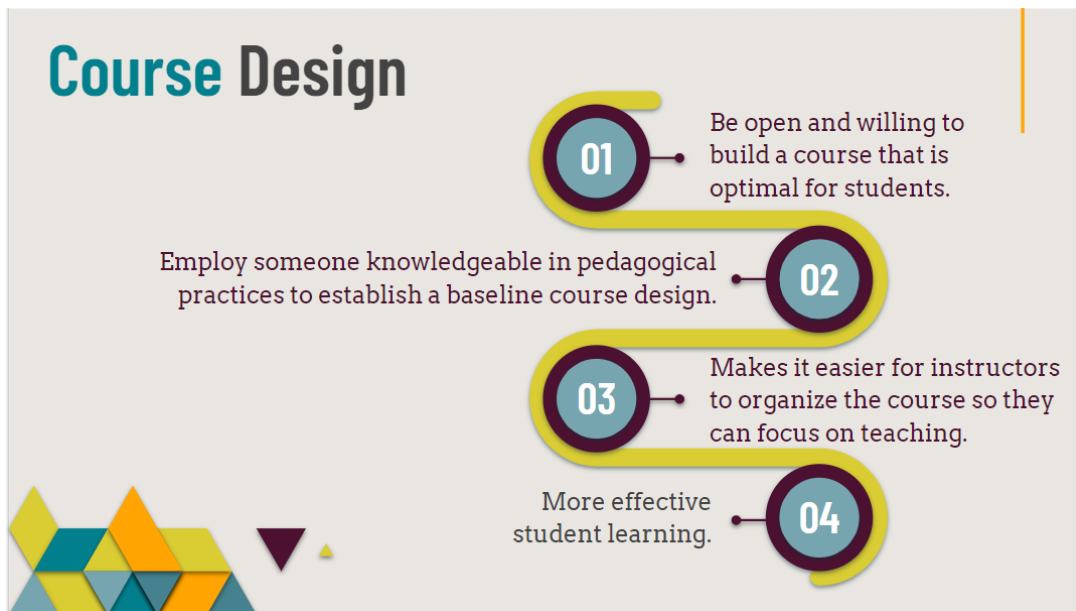 Course Design
01
Be open and willing to
build a course that is
optimal for students.
Employ someone knowledgeable in pedagogical
practices to establish a baseline course design.
02
03
Makes it easier for instructors
to organize the course so they
can focus on teaching.
More effective
student learning.
04